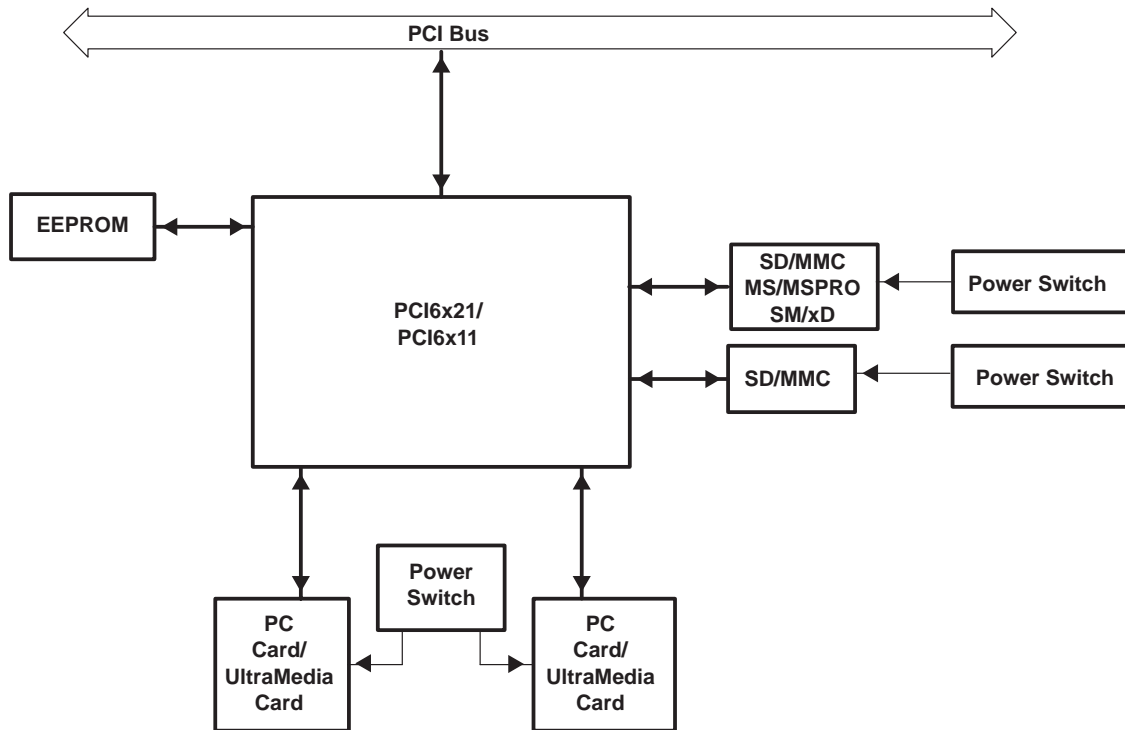 PCI Bus
EEPROM
PCI6x21/
PCI6x11
SD/MMC
MS/MSPRO
SM/xD
Power Switch
SD/MMC
Power Switch
Power
Switch
PC
Card/
UltraMedia
Card
PC
Card/
UltraMedia
Card